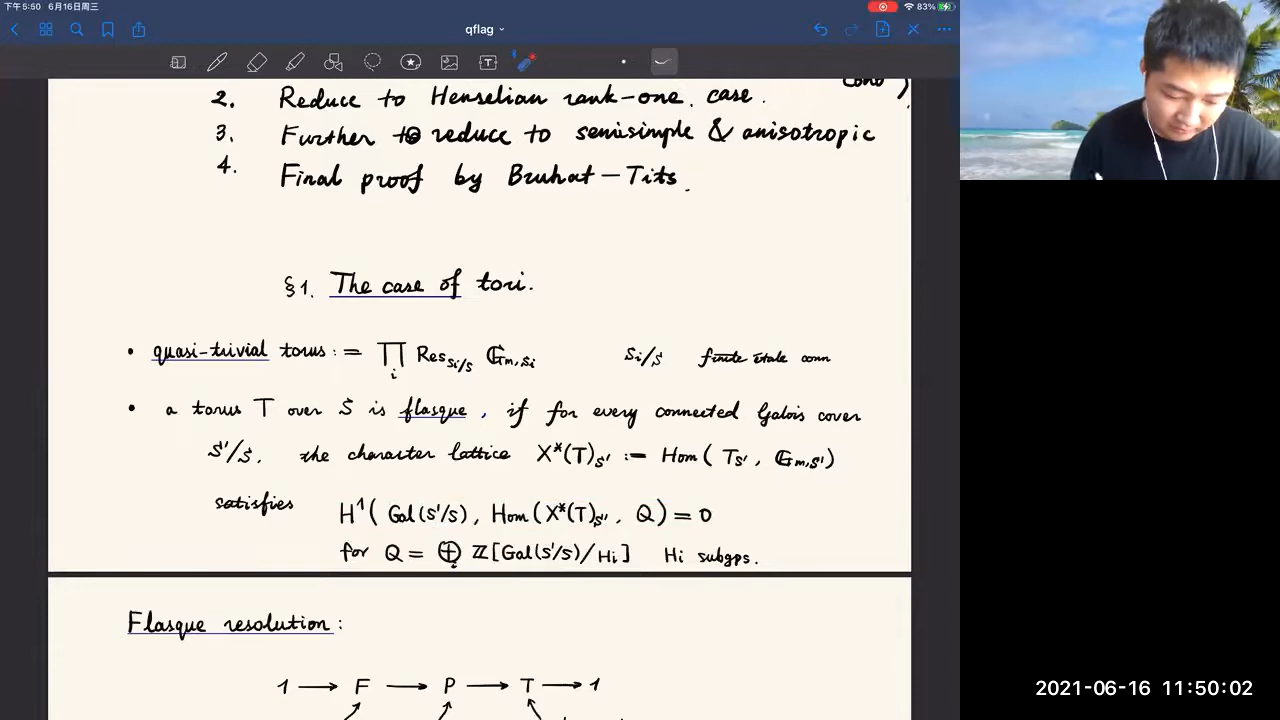 下午5:50 6月16日周三
83%
qflag
cond )
2. Reduce to Henselian rank-one case.
3. Further to reduce to semisimple & anisotropic
4. Final proof by Bruhat-Tits.
§1. The case of tori.
• quasi-trivial torus := ∏_i Res_{Si/S} 𝔾_{m,Si} Si/S finite étale conn
• a torus T over S is flasque, if for every connected Galois cover
S'/S, the character lattice X*(T)_{S'} := Hom( T_{S'}, 𝔾_{m,S'})
satisfies H¹( Gal(S'/S), Hom(X*(T)_{S'}, Q) = 0
for Q = ⊕_i ℤ[Gal(S'/S)/Hi] Hi subgps.
Flasque resolution:
1 → F → P → T → 1
2021-06-16 11:50:02